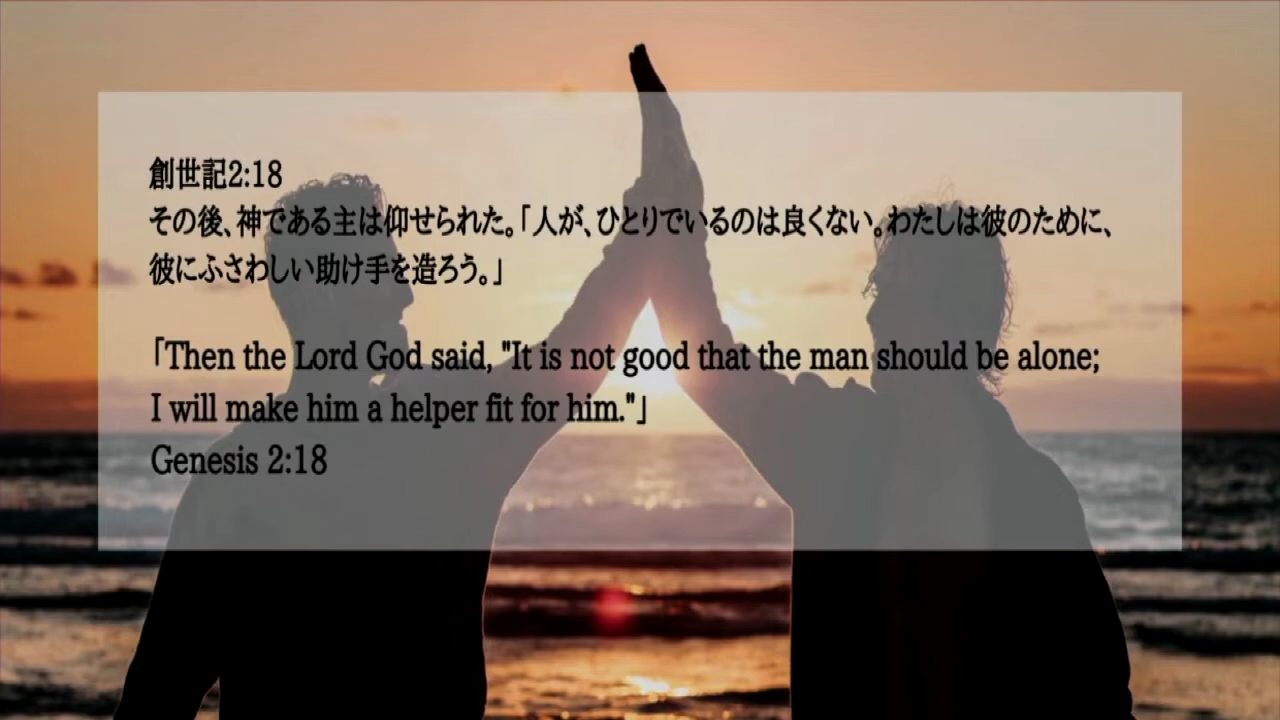 創世記2:18
その後、神である主は仰せられた。「人が、ひとりでいるのは良くない。わたしは彼のために、
彼にふさわしい助け手を造ろう。」
「Then the Lord God said, "It is not good that the man should be alone;
I will make him a helper fit for him."」
Genesis 2:18